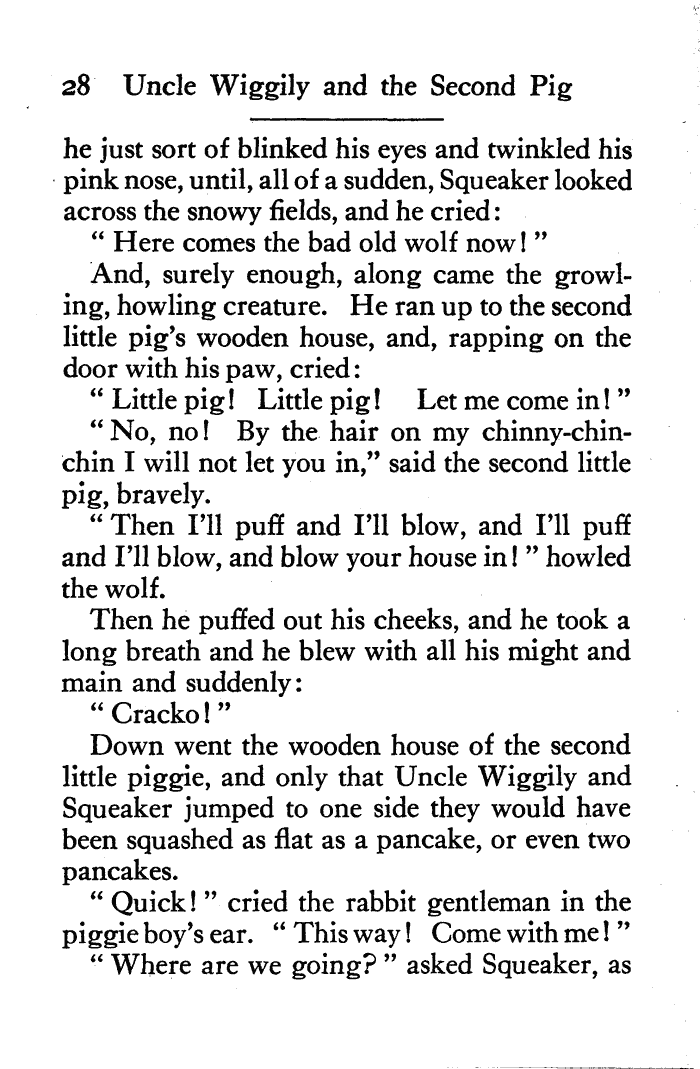 28 Uncle Wiggily and the Second Pig
he just sort of blinked his eyes and twinkled his
pink nose, until, all of a sudden, Squeaker looked
across the snowy fields, and he cried:
“ Here comes the bad old wolf now! ”
And, surely enough, along came the growl-
ing, howling creature. He ran up to the second
little pig’s wooden house, and, rapping on the
door with his paw, cried:
“ Little pig! Little pig! Let me come in! ”
“ No, no! By the hair on my chinny-chin-
chin I will not let you in,” said the second little
pig, bravely.
“ Then I’ll puff and I’ll blow, and I’ll puff
and I’ll blow, and blow your house in! ” howled
the wolf.
Then he puffed out his cheeks, and he took a
long breath and he blew with all his might and
main and suddenly:
“ Cracko! ”
Down went the wooden house of the second
little piggie, and only that Uncle Wiggily and
Squeaker jumped to one side they would have
been squashed as flat as a pancake, or even two
pancakes.
“ Quick! ” cried the rabbit gentleman in the
piggie boy’s ear. “ This way! Come with me! ”
“ Where are we going? ” asked Squeaker, as